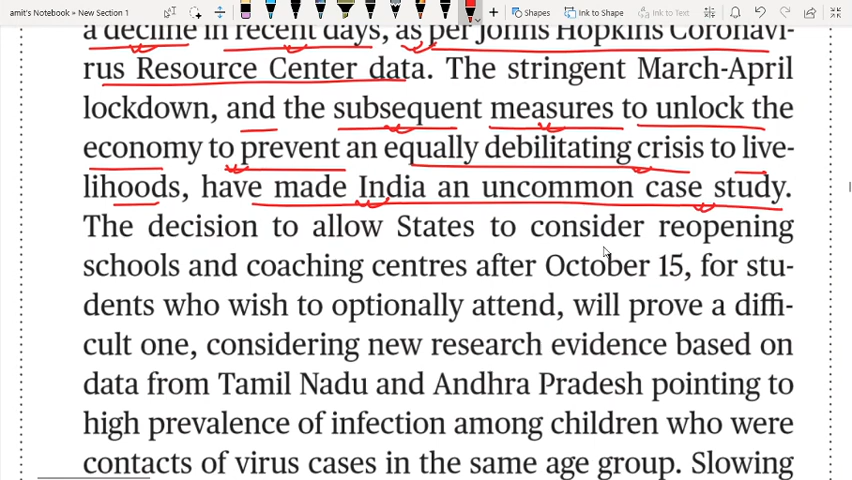 amit's Notebook » New Section 1
Shapes
Ink to Shape
Ink to Text
a decline in recent days, as per Johns Hopkins Coronavi-
rus Resource Center data. The stringent March-April
lockdown, and the subsequent measures to unlock the
economy to prevent an equally debilitating crisis to live-
lihoods, have made India an uncommon case study.
The decision to allow States to consider reopening
schools and coaching centres after October 15, for stu-
dents who wish to optionally attend, will prove a diffi-
cult one, considering new research evidence based on
data from Tamil Nadu and Andhra Pradesh pointing to
high prevalence of infection among children who were
contacts of virus cases in the same age group. Slowing